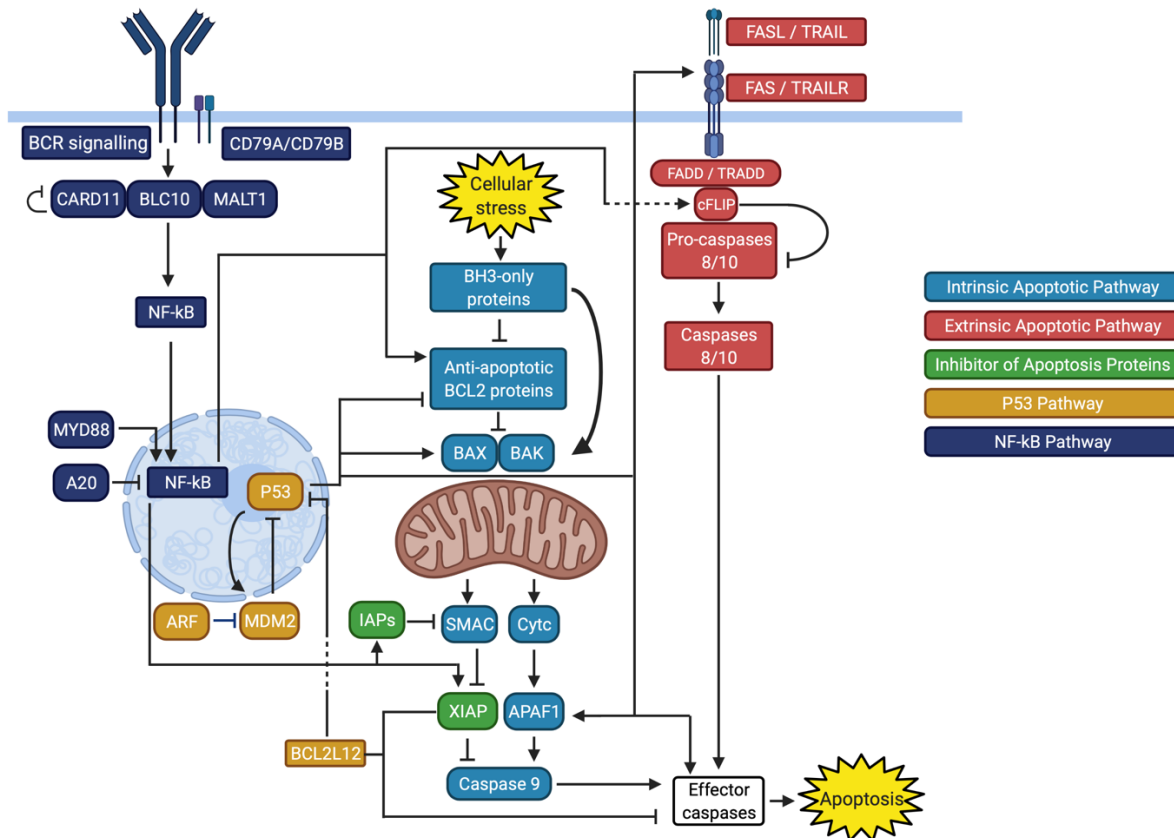 FASL / TRAIL
FAS / TRAILR
BCR signalling
CD79A/CD79B
CARD11
BLC10
MALT1
Cellular
stress
FADD / TRADD
cFLIP
Pro-caspases
8/10
BH3-only
proteins
NF-kB
Caspases
8/10
Anti-apoptotic
BCL2 proteins
MYD88
BAX
BAK
A20
NF-kB
P53
ARF
MDM2
IAPs
SMAC
Cytc
XIAP
APAF1
BCL2L12
Caspase 9
Effector
caspases
Apoptosis
Intrinsic Apoptotic Pathway
Extrinsic Apoptotic Pathway
Inhibitor of Apoptosis Proteins
P53 Pathway
NF-kB Pathway